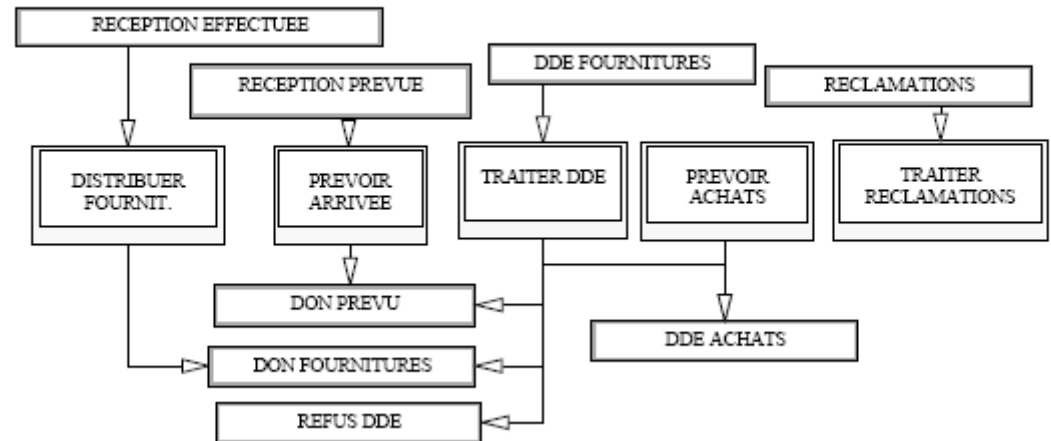 RECEPTION EFFECTUEE
DDE FOURNITURES
RECEPTION PREVUE
RECLAMATIONS
DISTRIBUER
FOURNIT.
PREVOIR
ARRIVEE
TRAITER DDE
PREVOIR
ACHATS
TRAITER
RECLAMATIONS
DON PREVU
DDE ACHATS
DON FOURNITURES
REFUS DDE